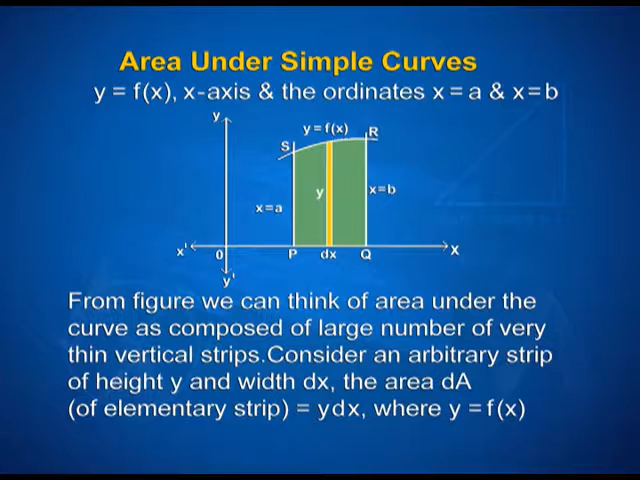 Area Under Simple Curves
y = f(x), x-axis & the ordinates x = a & x = b
y
y = f(x)
S
R
y
x = b
x = a
x'
0
P
dx
Q
x
y'
From figure we can think of area under the
curve as composed of large number of very
thin vertical strips.Consider an arbitrary strip
of height y and width dx, the area dA
(of elementary strip) = ydx, where y = f(x)